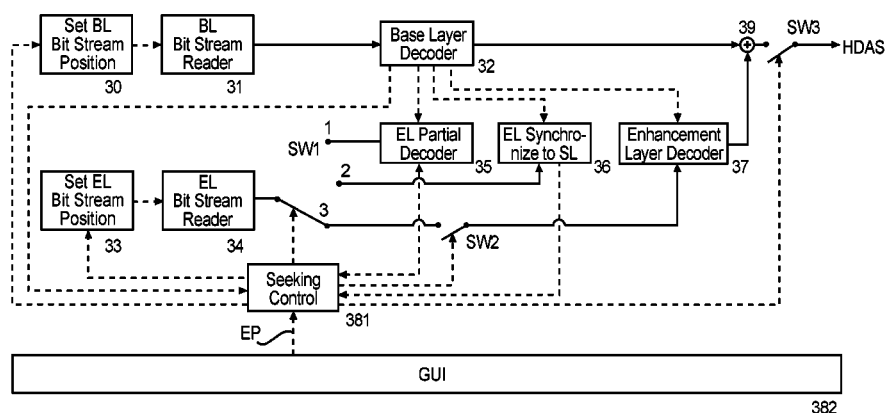 Set BL
Bit Stream
Position
30
BL
Bit Stream
Reader
31
Base Layer
Decoder
32
39
SW3
HDAS
1
SW1
EL Partial
Decoder
35
EL Synchro-
nize to SL
36
Enhancement
Layer Decoder
37
2
Set EL
Bit Stream
Position
33
EL
Bit Stream
Reader
34
3
SW2
Seeking
Control
381
EP
GUI
382